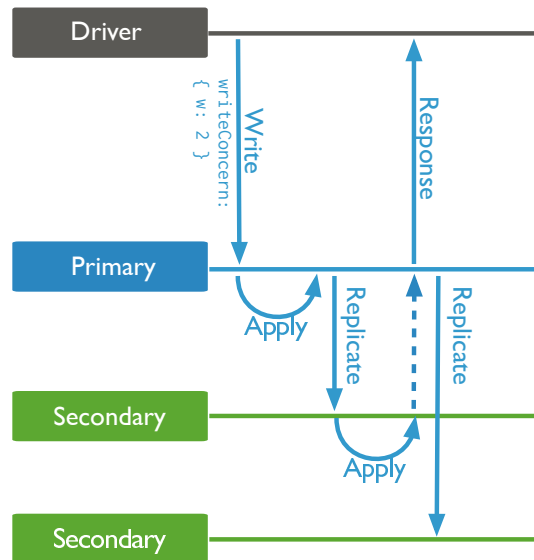 Driver
Write
writeConcern:
{ w: 2 }
Response
Primary
Apply
Replicate
Replicate
Secondary
Apply
Secondary